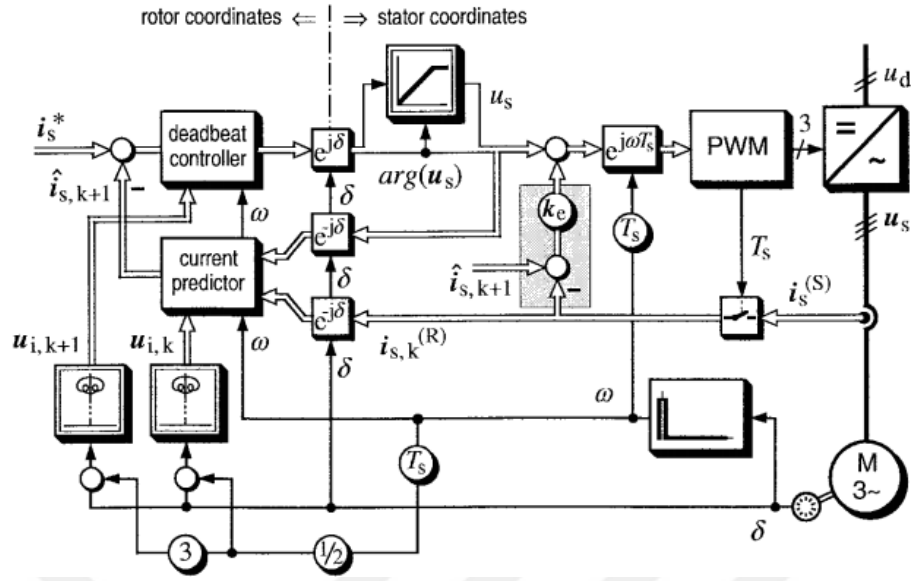 rotor coordinates ⇐ ⇒ stator coordinates
u_d
u_s
3
i_s*
deadbeat
controller
e^jδ
e^jωT_s
PWM
=
~
î_s,k+1
–
arg(u_s)
δ
k_e
u_s
ω
e^jδ
T_s
T_s
current
predictor
δ
î_s,k+1
i_s^(S)
–
e^jδ
u_i,k+1
u_i,k
ω
i_s,k^(R)
δ
ω
T_s
M
3~
δ
3
1/2